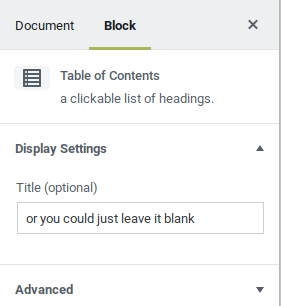 Document Block ×
Table of Contents
a clickable list of headings.
Display Settings
Title (optional)
or you could just leave it blank
Advanced